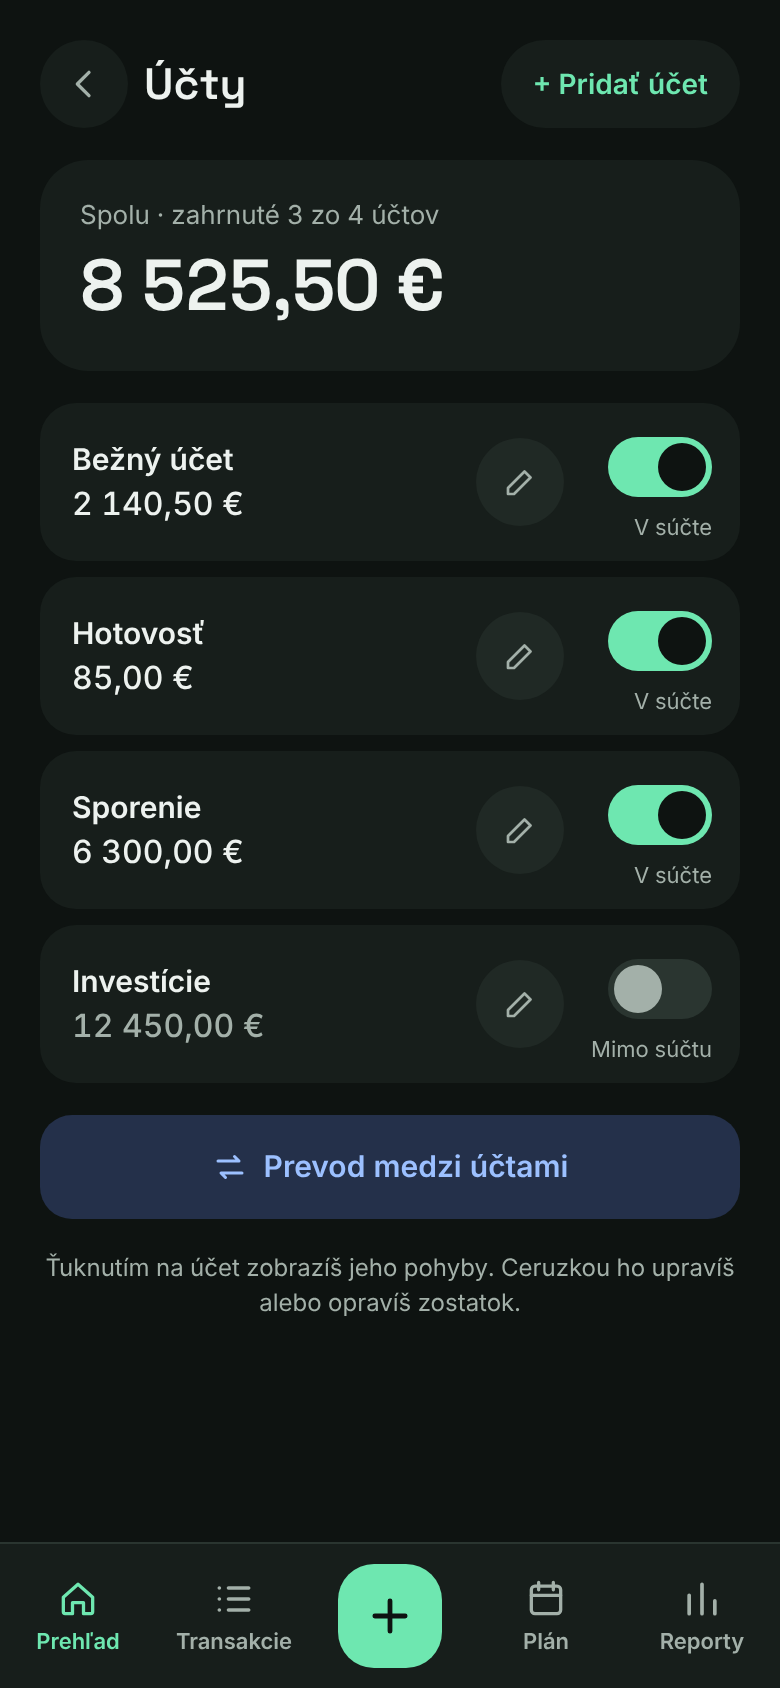 Účty
+ Pridať účet
Spolu · zahrnuté 3 zo 4 účtov
8 525,50 €
Bežný účet
2 140,50 €
V súčte
Hotovosť
85,00 €
V súčte
Sporenie
6 300,00 €
V súčte
Investície
12 450,00 €
Mimo súčtu
Prevod medzi účtami
Ťuknutím na účet zobrazíš jeho pohyby. Ceruzkou ho upravíš
alebo opravíš zostatok.
Prehľad
Transakcie
Plán
Reporty